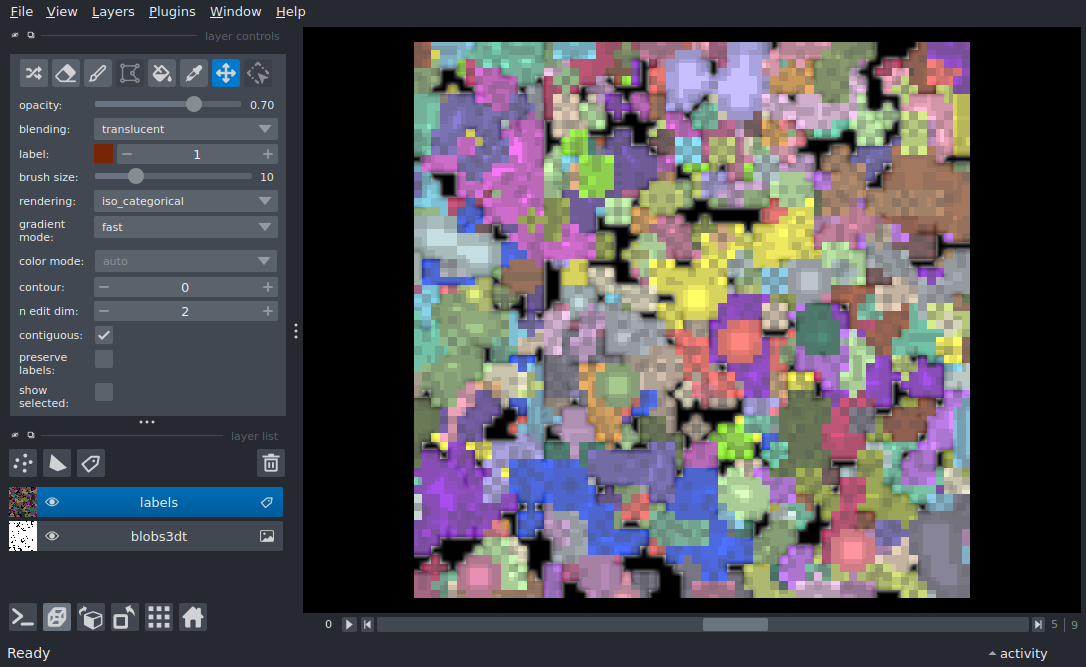 File View Layers Plugins Window Help
layer controls
opacity: 0.70
blending: translucent
label: 1
brush size: 10
rendering: iso_categorical
gradient
mode: fast
color mode: auto
contour: 0
n edit dim: 2
contiguous:
preserve
labels:
show
selected:
layer list
labels
blobs3dt
0 5 9
Ready activity